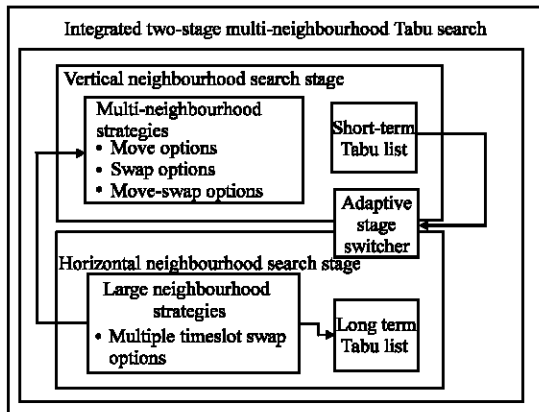 Integrated two-stage multi-neighbourhood Tabu search
Vertical neighbourhood search stage
Multi-neighbourhood
strategies
• Move options
• Swap options
• Move-swap options
Short-term
Tabu list
Adaptive
stage
switcher
Horizontal neighbourhood search stage
Large neighbourhood
strategies
• Multiple timeslot swap
options
Long term
Tabu list